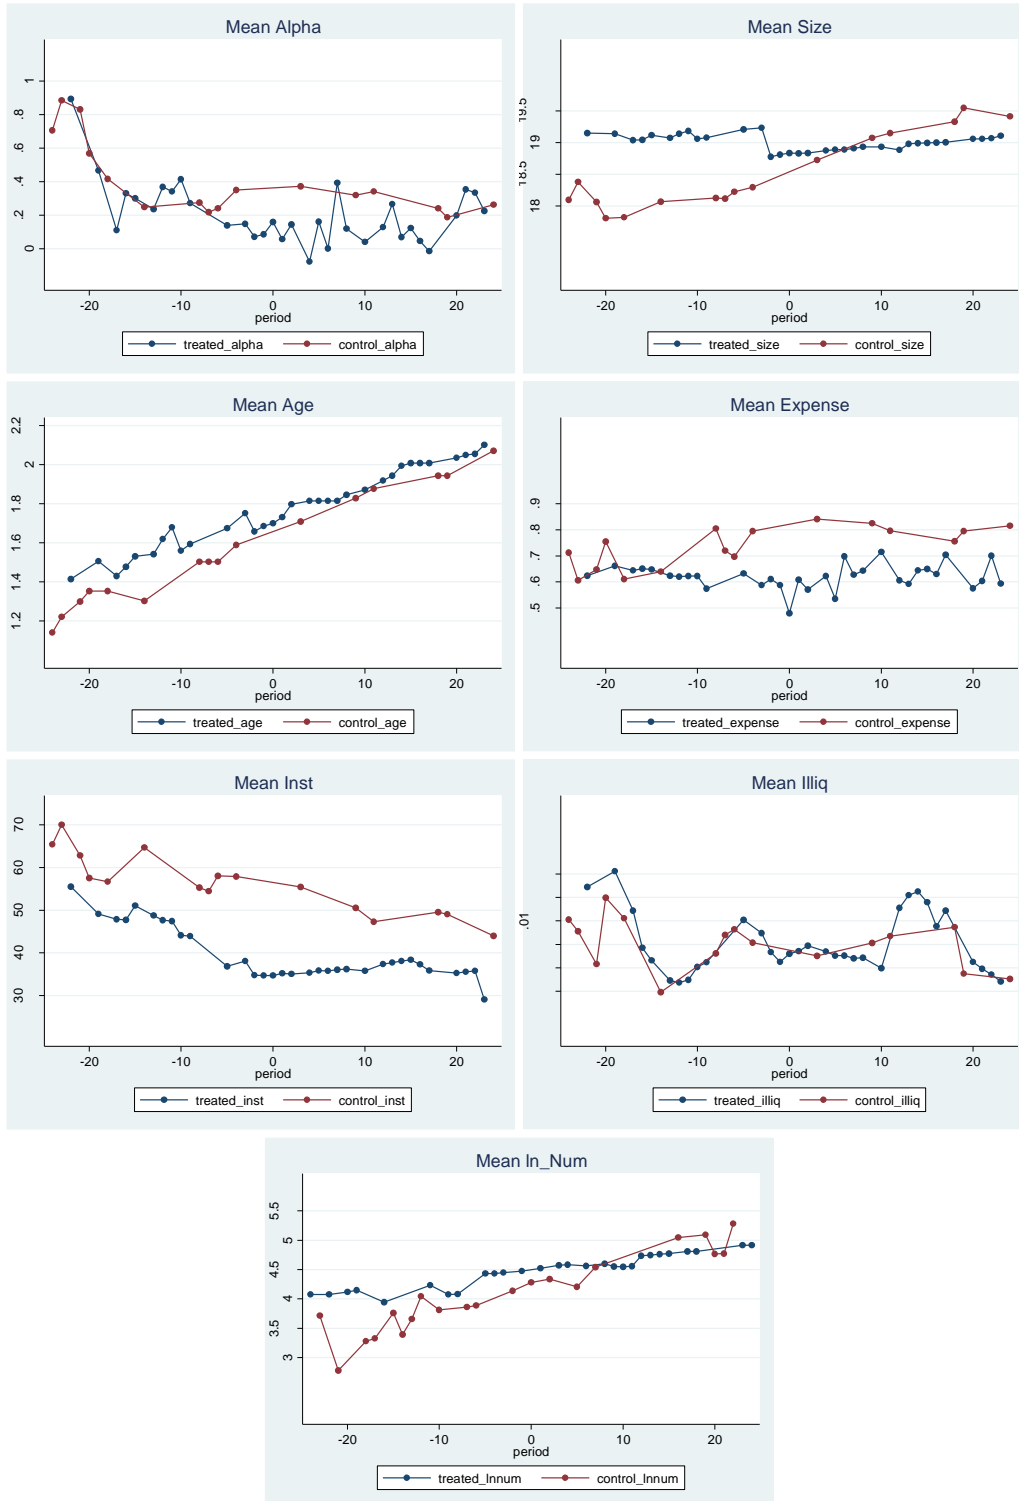 Mean Alpha
1
.8
.6
.4
.2
0
-20 -10 0 10 20
period
treated_alpha control_alpha
Mean Size
19.5
19
18.5
18
-20 -10 0 10 20
period
treated_size control_size
Mean Age
2.2
2
1.8
1.6
1.4
1.2
-20 -10 0 10 20
period
treated_age control_age
Mean Expense
.9
.8
.7
.6
.5
-20 -10 0 10 20
period
treated_expense control_expense
Mean Inst
70
60
50
40
30
-20 -10 0 10 20
period
treated_inst control_inst
Mean Illiq
.01
-20 -10 0 10 20
period
treated_illiq control_illiq
Mean ln_Num
5.5
5
4.5
4
3.5
3
-20 -10 0 10 20
period
treated_lnnum control_lnnum